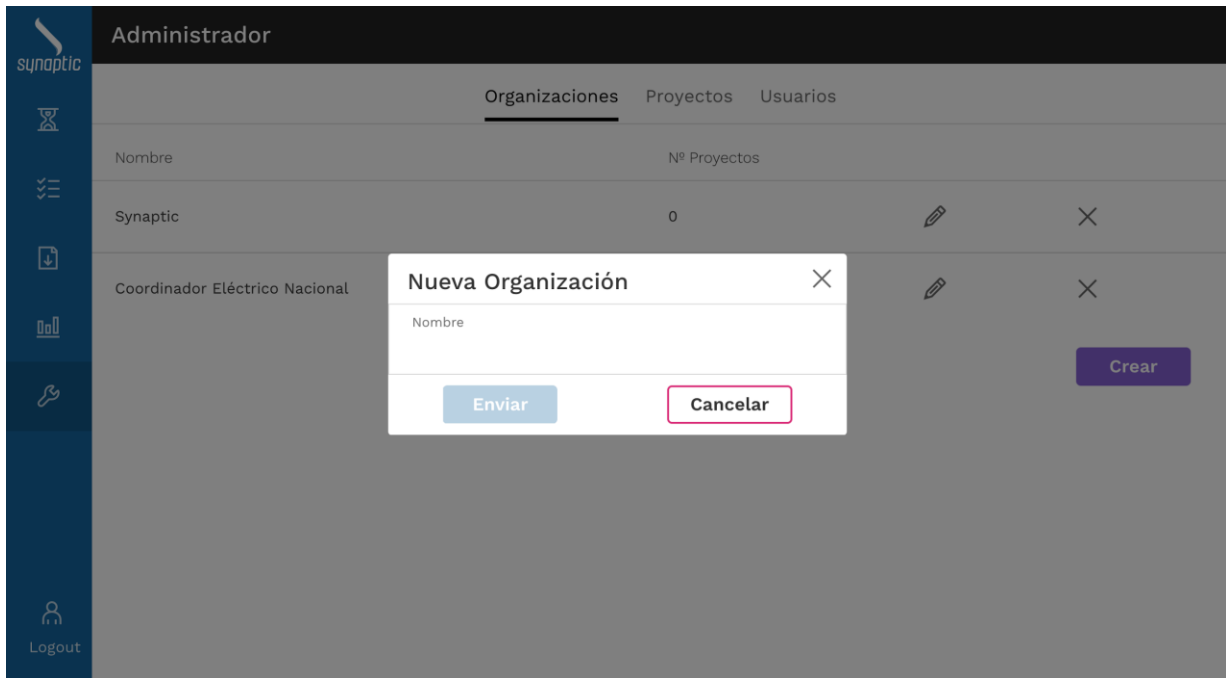 synaptic
Administrador
Organizaciones Proyectos Usuarios
Nombre Nº Proyectos
Synaptic 0
Coordinador Eléctrico Nacional
Nueva Organización
Nombre
Enviar Cancelar
Crear
Logout